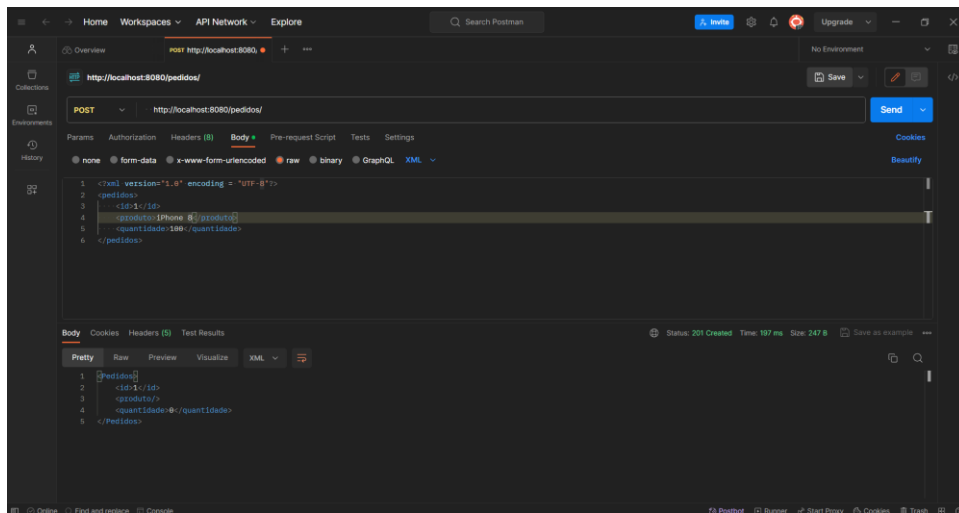 Home Workspaces API Network Explore Search Postman Invite Upgrade
Overview POST http://localhost:8080/ No Environment
http://localhost:8080/pedidos/ Save
Collections
POST http://localhost:8080/pedidos/ Send
Environments
Params Authorization Headers (8) Body Pre-request Script Tests Settings Cookies
History
none form-data x-www-form-urlencoded raw binary GraphQL XML Beautify
1 <?xml version="1.0" encoding = "UTF-8"?>
2 <pedidos>
3 <id>1</id>
4 <produto>iPhone 8</produto>
5 <quantidade>100</quantidade>
6 </pedidos>
Body Cookies Headers (5) Test Results Status: 201 Created Time: 197 ms Size: 247 B Save as example
Pretty Raw Preview Visualize XML
1 <Pedidos>
2 <id>1</id>
3 <produto/>
4 <quantidade>0</quantidade>
5 </Pedidos>
Online Find and replace Console Postbot Runner Start Proxy Cookies Trash